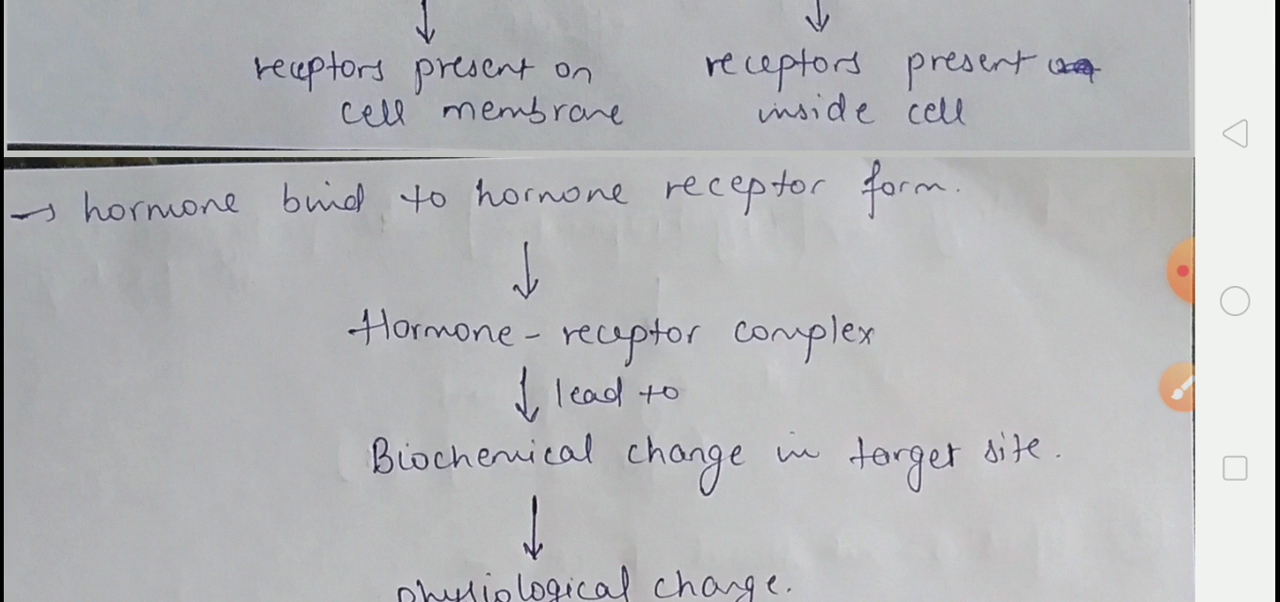 receptors present on
cell membrane
receptors present
inside cell
→ hormone bind to hornone receptor form.
↓
Hormone - receptor complex
↓ lead to
Biochemical change in target site.
↓
physiological change.